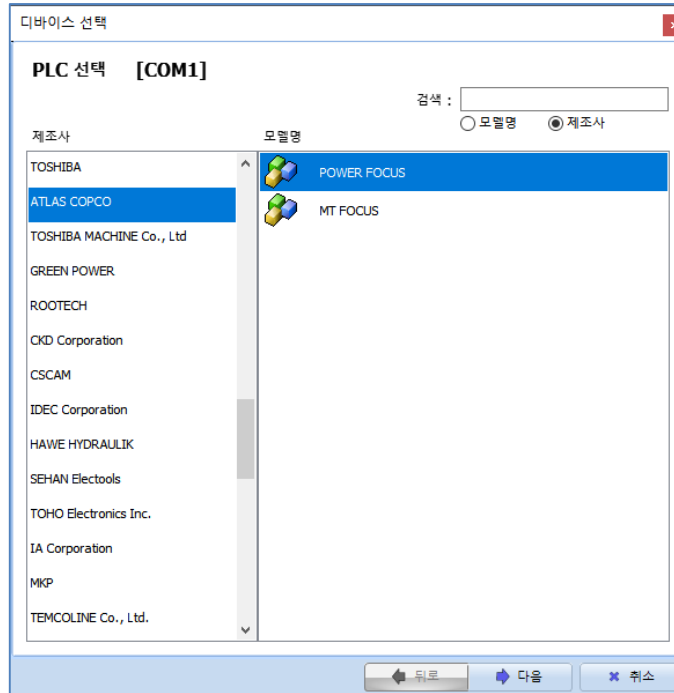 디바이스 선택
PLC 선택 [COM1]
검색 :
모델명 제조사
제조사
모델명
TOSHIBA
ATLAS COPCO
TOSHIBA MACHINE Co., Ltd
GREEN POWER
ROOTECH
CKD Corporation
CSCAM
IDEC Corporation
HAWE HYDRAULIK
SEHAN Electools
TOHO Electronics Inc.
IA Corporation
MKP
TEMCOLINE Co., Ltd.
POWER FOCUS
MT FOCUS
뒤로
다음
취소